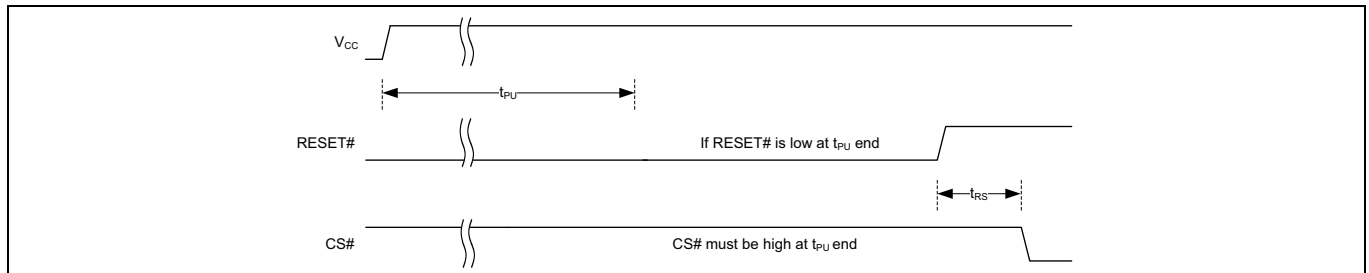 VCC
tPU
RESET#
If RESET# is low at tPU end
tRS
CS#
CS# must be high at tPU end